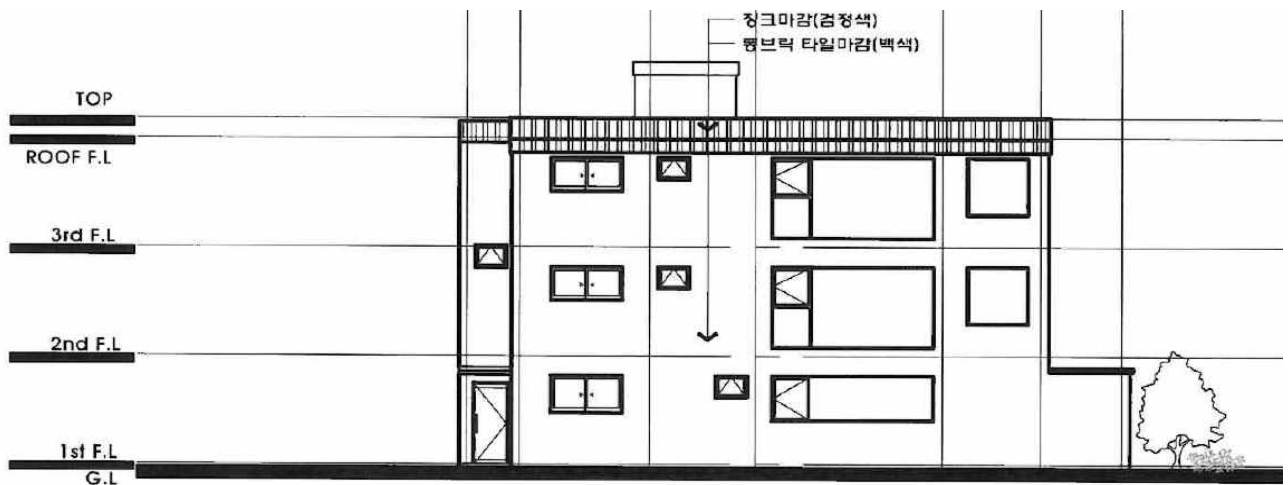 징크마감(검정색)
롱브릭 타일마감(백색)
TOP
ROOF F.L
3rd F.L
2nd F.L
1st F.L
G.L